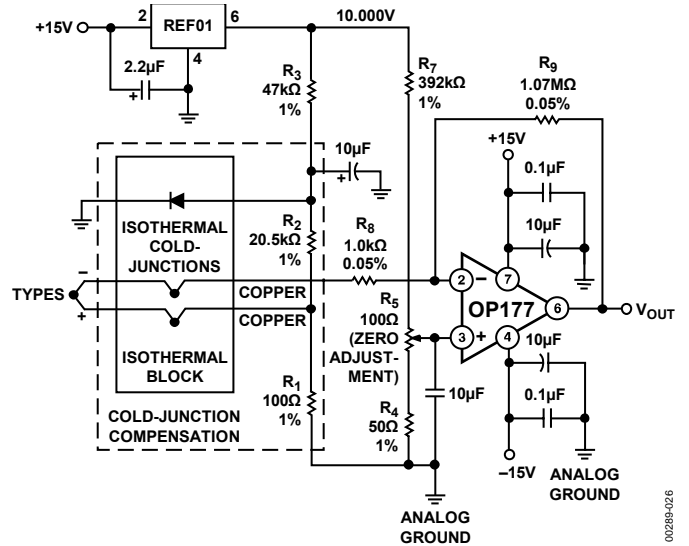 +15V
2
REF01
6
10.000V
4
2.2µF
+
R3
47kΩ
1%
R7
392kΩ
1%
R9
1.07MΩ
0.05%
+15V
10µF
+
0.1µF
10µF
+
ISOTHERMAL
COLD-
JUNCTIONS
R2
20.5kΩ
1%
R8
1.0kΩ
0.05%
–
TYPES
+
COPPER
COPPER
ISOTHERMAL
BLOCK
COLD-JUNCTION
COMPENSATION
R1
100Ω
1%
R5
100Ω
(ZERO
ADJUST-
MENT)
R4
50Ω
1%
10µF
2
–
7
OP177
6
VOUT
3
+
4
10µF
+
0.1µF
–15V
ANALOG
GROUND
ANALOG
GROUND
00289-026